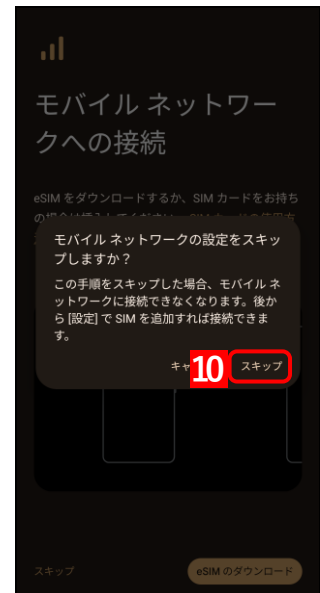 モバイル ネットワー
クへの接続
eSIM をダウンロードするか、SIM カードをお持ち
モバイル ネットワークの設定をスキッ
プしますか？
この手順をスキップした場合、モバイル ネ
ットワークに接続できなくなります。後か
ら [設定] で SIM を追加すれば接続できま
す。
キャ
10
スキップ
スキップ
eSIM のダウンロード